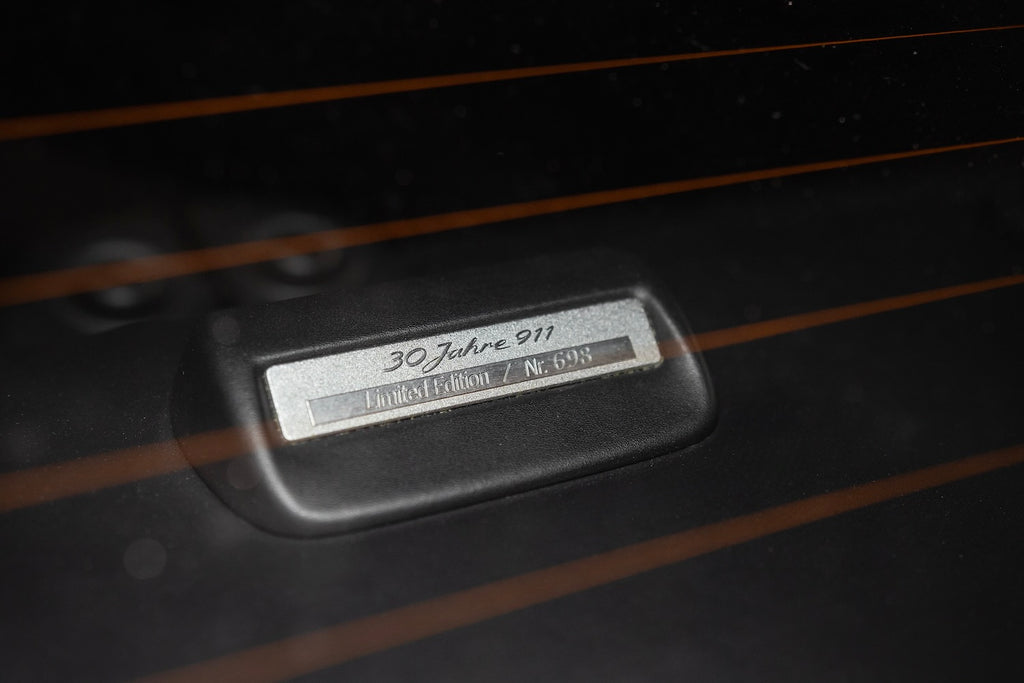 30 Jahre 911
Limited Edition / Nr. 698